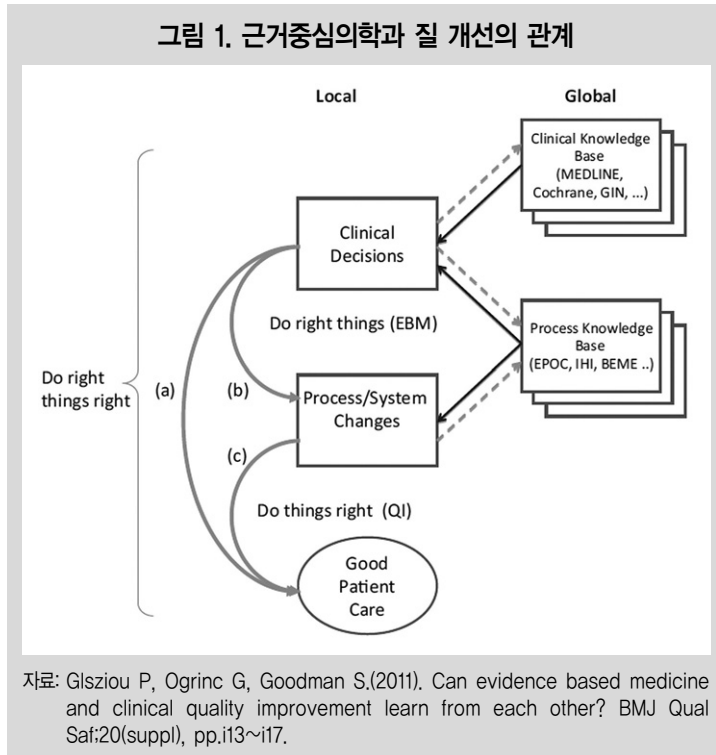 그림 1. 근거중심의학과 질 개선의 관계
Local
Global
Clinical Knowledge
Base
(MEDLINE,
Cochrane, GIN, ...)
Clinical
Decisions
Do right things (EBM)
Process Knowledge
Base
(EPOC, IHI, BEME ..)
Do right
things right
(a)
(b)
Process/System
Changes
(c)
Do things right (QI)
Good
Patient
Care
자료: Glsziou P, Ogrinc G, Goodman S.(2011). Can evidence based medicine
and clinical quality improvement learn from each other? BMJ Qual
Saf;20(suppl), pp.i13~i17.